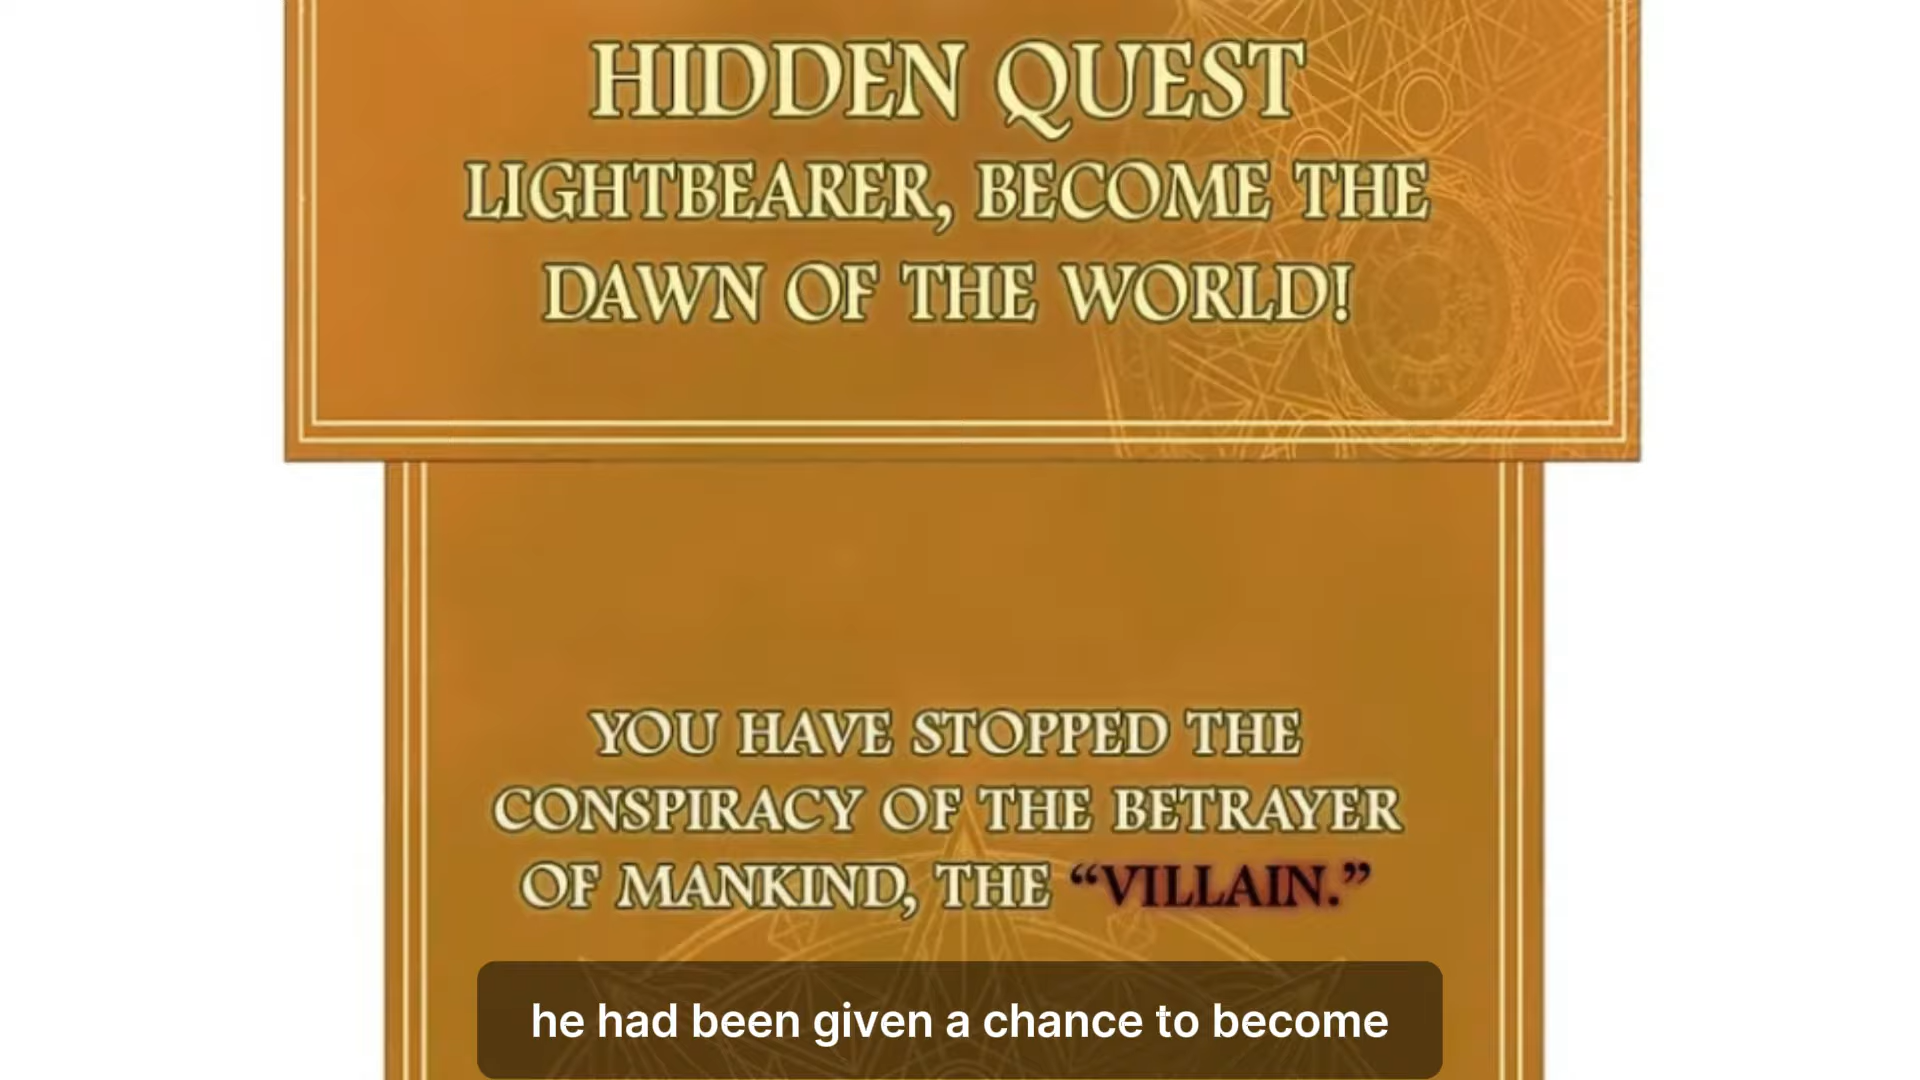 HIDDEN QUEST
LIGHTBEARER, BECOME THE
DAWN OF THE WORLD!
YOU HAVE STOPPED THE
CONSPIRACY OF THE BETRAYER
OF MANKIND, THE “VILLAIN.”
he had been given a chance to become